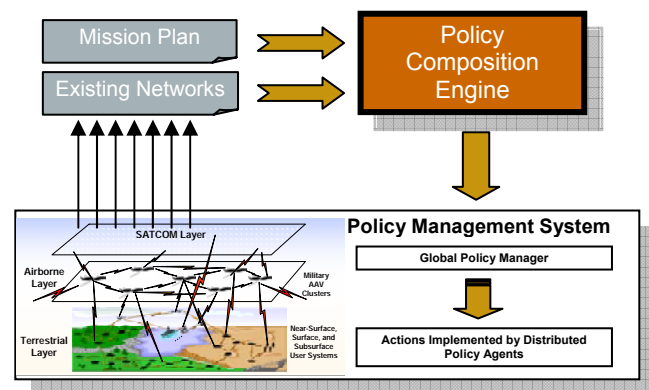 Mission Plan
Existing Networks
Policy
Composition
Engine
Policy Management System
SATCOM Layer
Airborne
Layer
Military
AAV
Clusters
Terrestrial
Layer
Near-Surface,
Surface, and
Subsurface
User Systems
Global Policy Manager
Actions Implemented by Distributed
Policy Agents